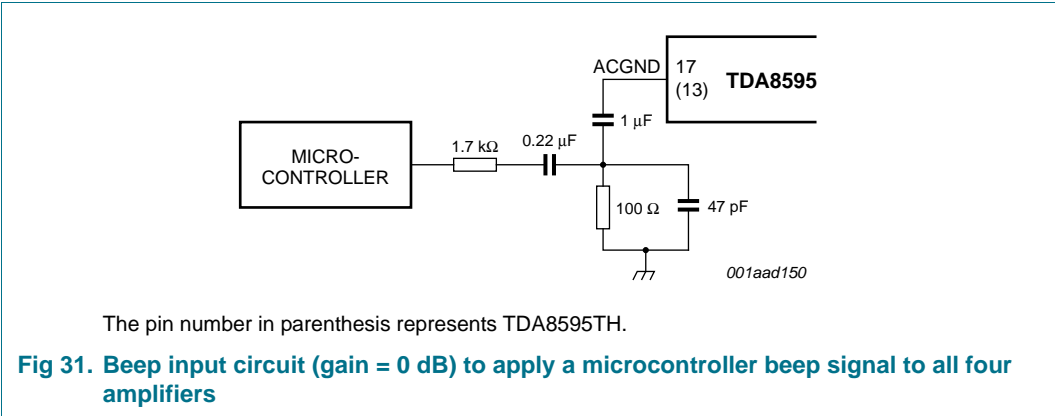 ACGND 17
(13) TDA8595
1 μF
0.22 μF
1.7 kΩ
MICRO-
CONTROLLER
100 Ω
47 pF
001aad150
The pin number in parenthesis represents TDA8595TH.
Fig 31. Beep input circuit (gain = 0 dB) to apply a microcontroller beep signal to all four
amplifiers